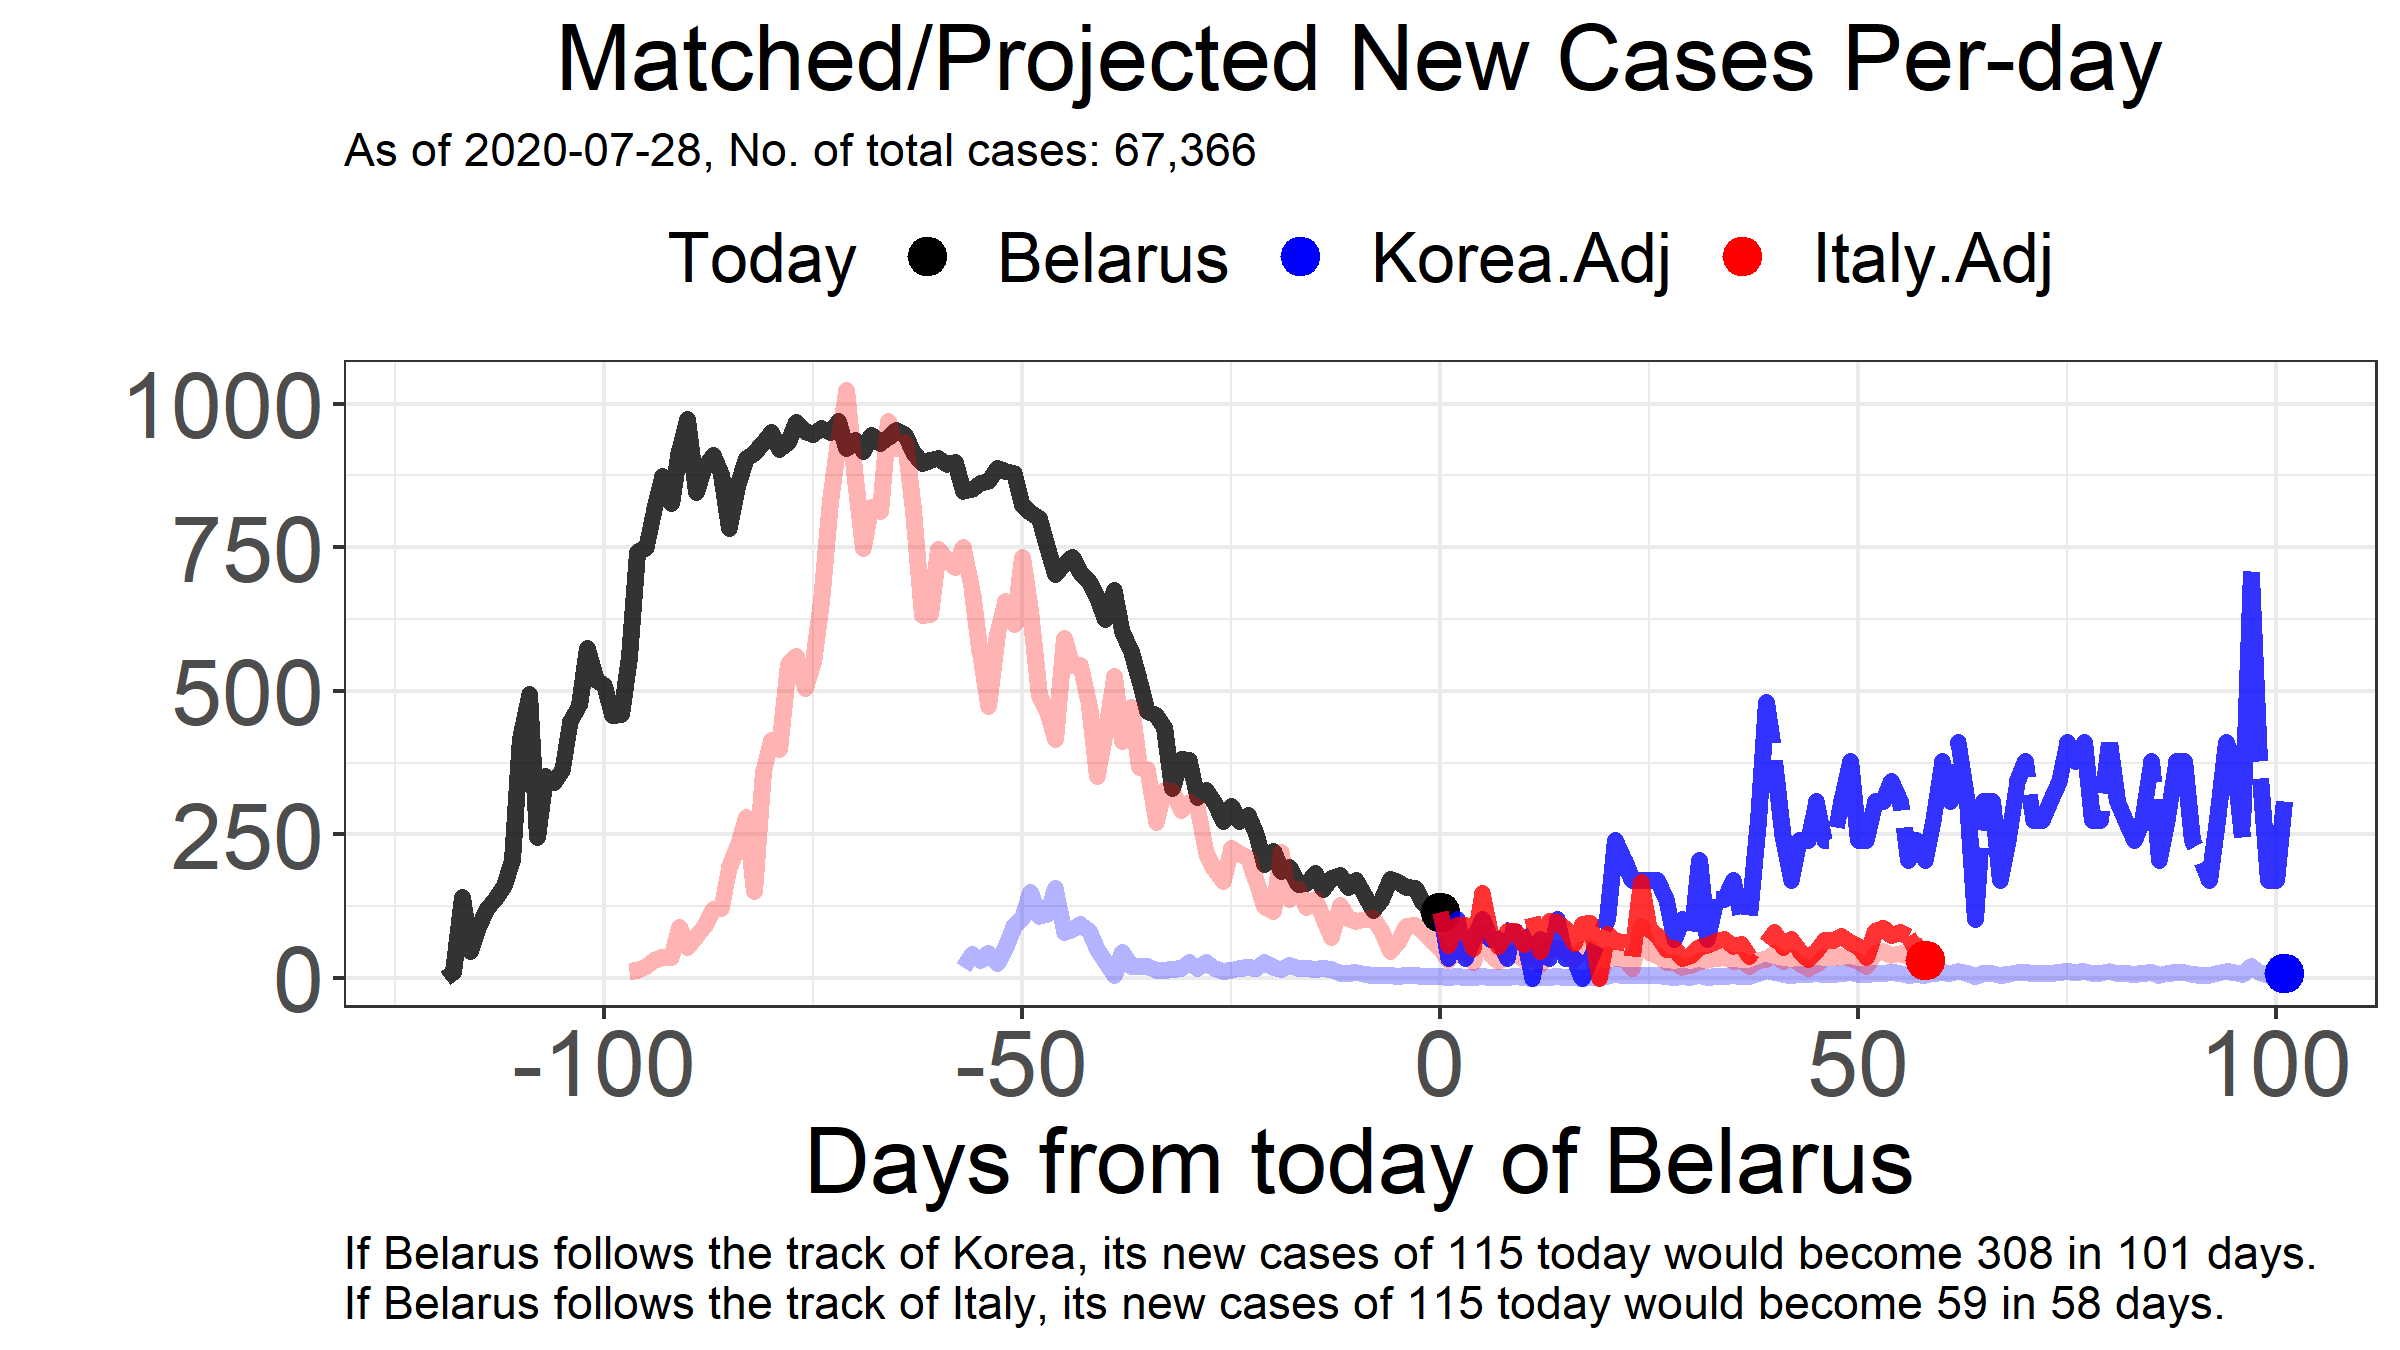 Matched/Projected New Cases Per-day
As of 2020-07-28, No. of total cases: 67,366
Today Belarus Korea.Adj Italy.Adj
1000
750
500
250
0
-100 -50 0 50 100
Days from today of Belarus
If Belarus follows the track of Korea, its new cases of 115 today would become 308 in 101 days.
If Belarus follows the track of Italy, its new cases of 115 today would become 59 in 58 days.